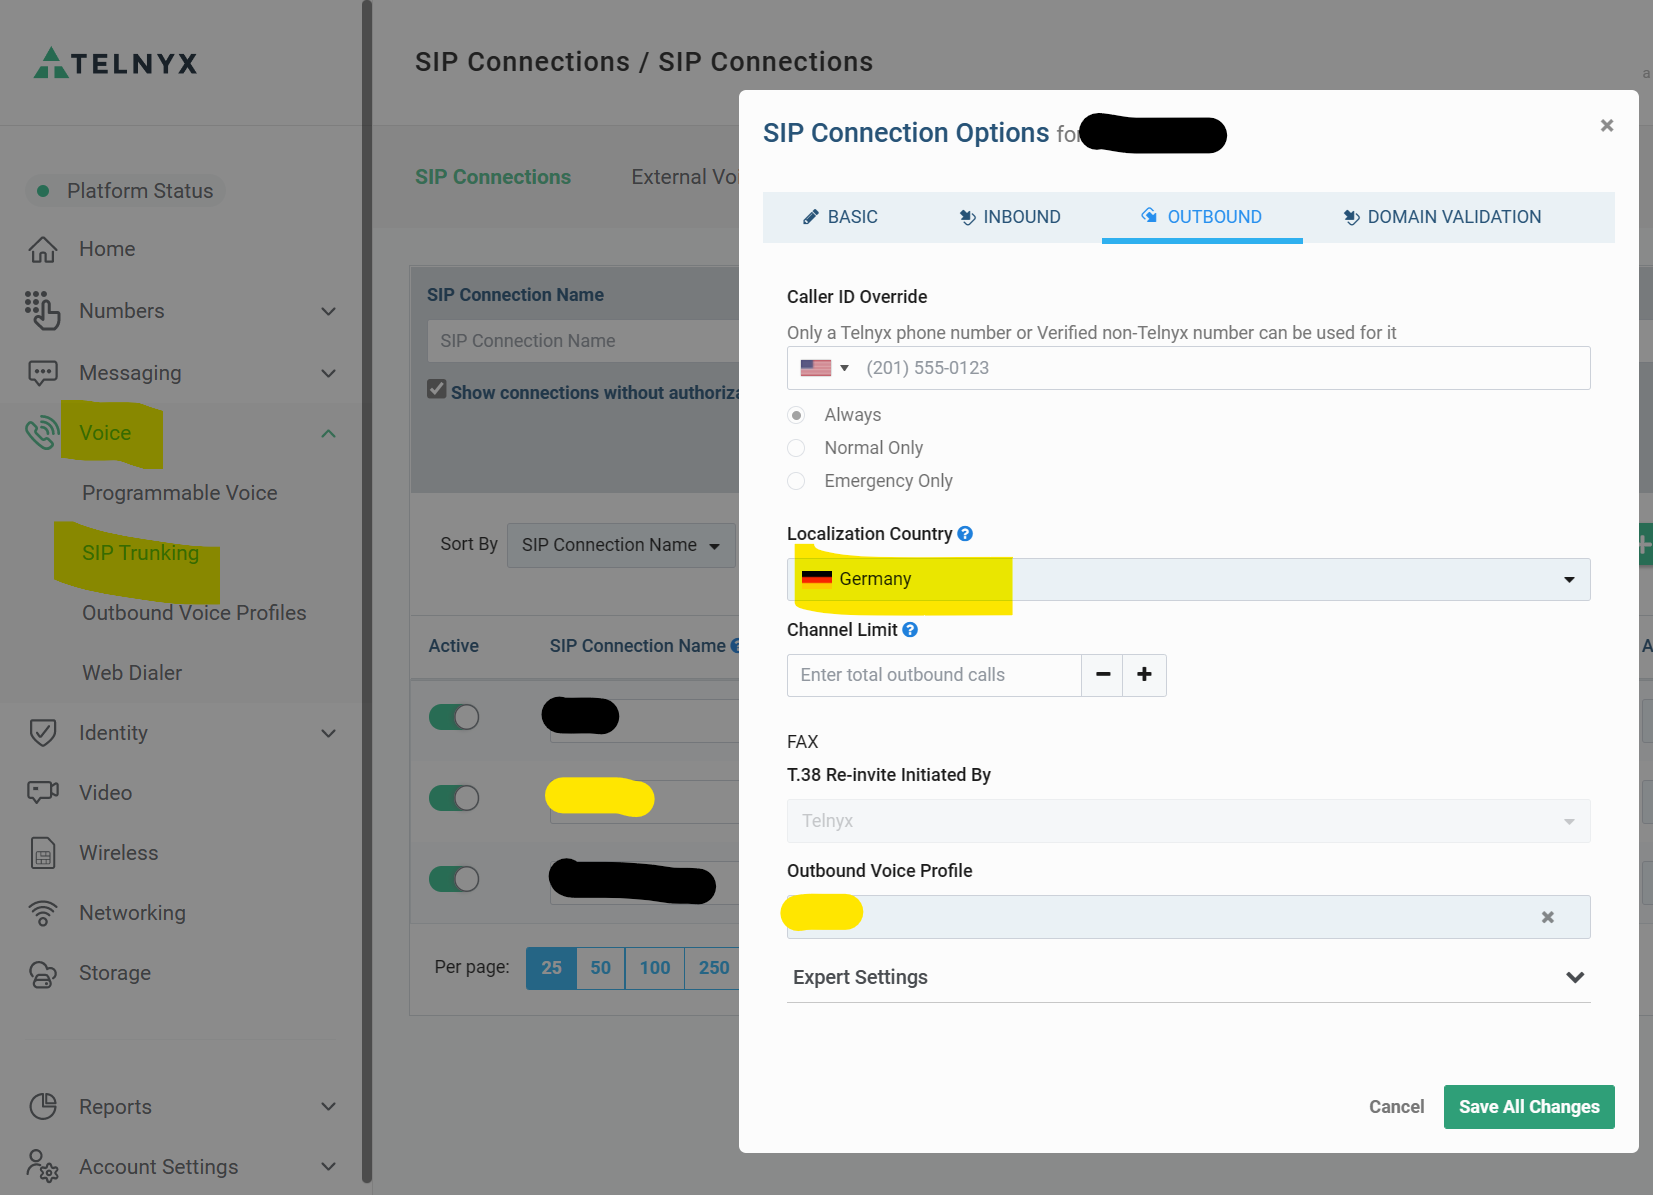 TELNYX
Platform Status
Home
Numbers
Messaging
Voice
Programmable Voice
SIP Trunking
Outbound Voice Profiles
Web Dialer
Identity
Video
Wireless
Networking
Storage
Reports
Account Settings
SIP Connections / SIP Connections
a
SIP Connections
External Vo
SIP Connection Name
SIP Connection Name
Show connections without authoriza
Sort By
SIP Connection Name
Active
SIP Connection Name
A
Per page:
25 50 100 250
SIP Connection Options for
BASIC
INBOUND
OUTBOUND
DOMAIN VALIDATION
Caller ID Override
Only a Telnyx phone number or Verified non-Telnyx number can be used for it
(201) 555-0123
Always
Normal Only
Emergency Only
Localization Country
Germany
Channel Limit
Enter total outbound calls
FAX
T.38 Re-invite Initiated By
Telnyx
Outbound Voice Profile
Expert Settings
Cancel
Save All Changes